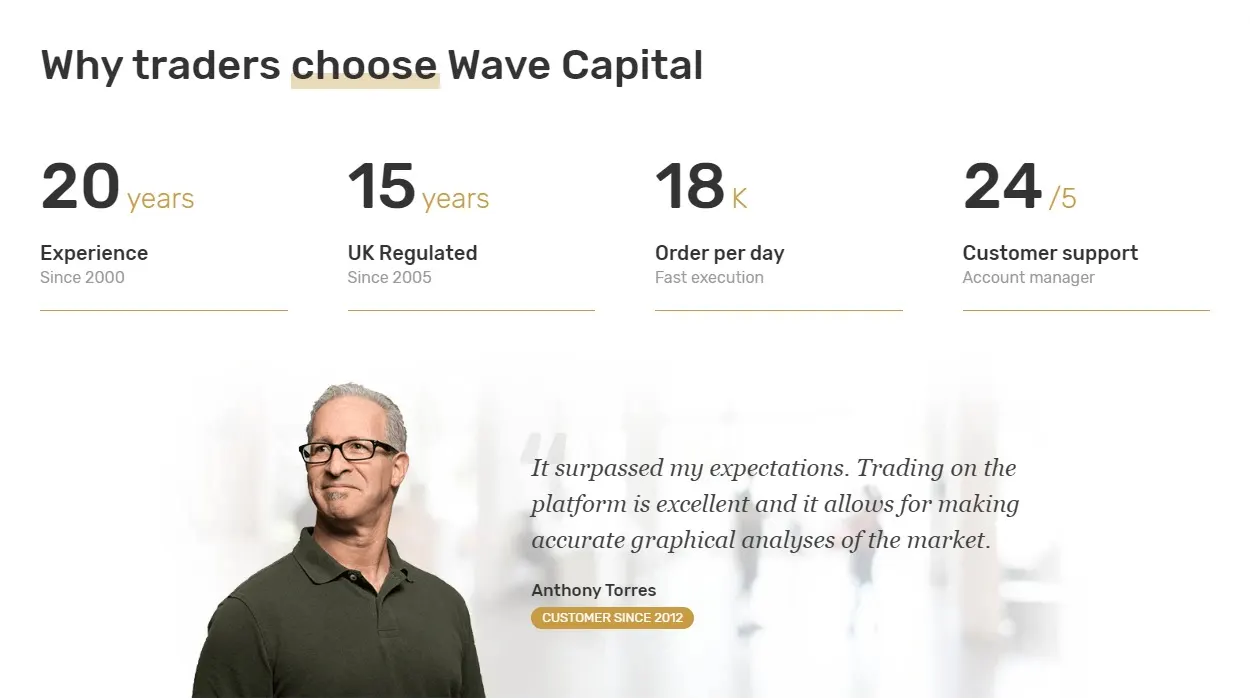 Why traders choose Wave Capital
20 years
15 years
18 K
24 /5
Experience
UK Regulated
Order per day
Customer support
Since 2000
Since 2005
Fast execution
Account manager
“
It surpassed my expectations. Trading on the
platform is excellent and it allows for making
accurate graphical analyses of the market.
Anthony Torres
CUSTOMER SINCE 2012